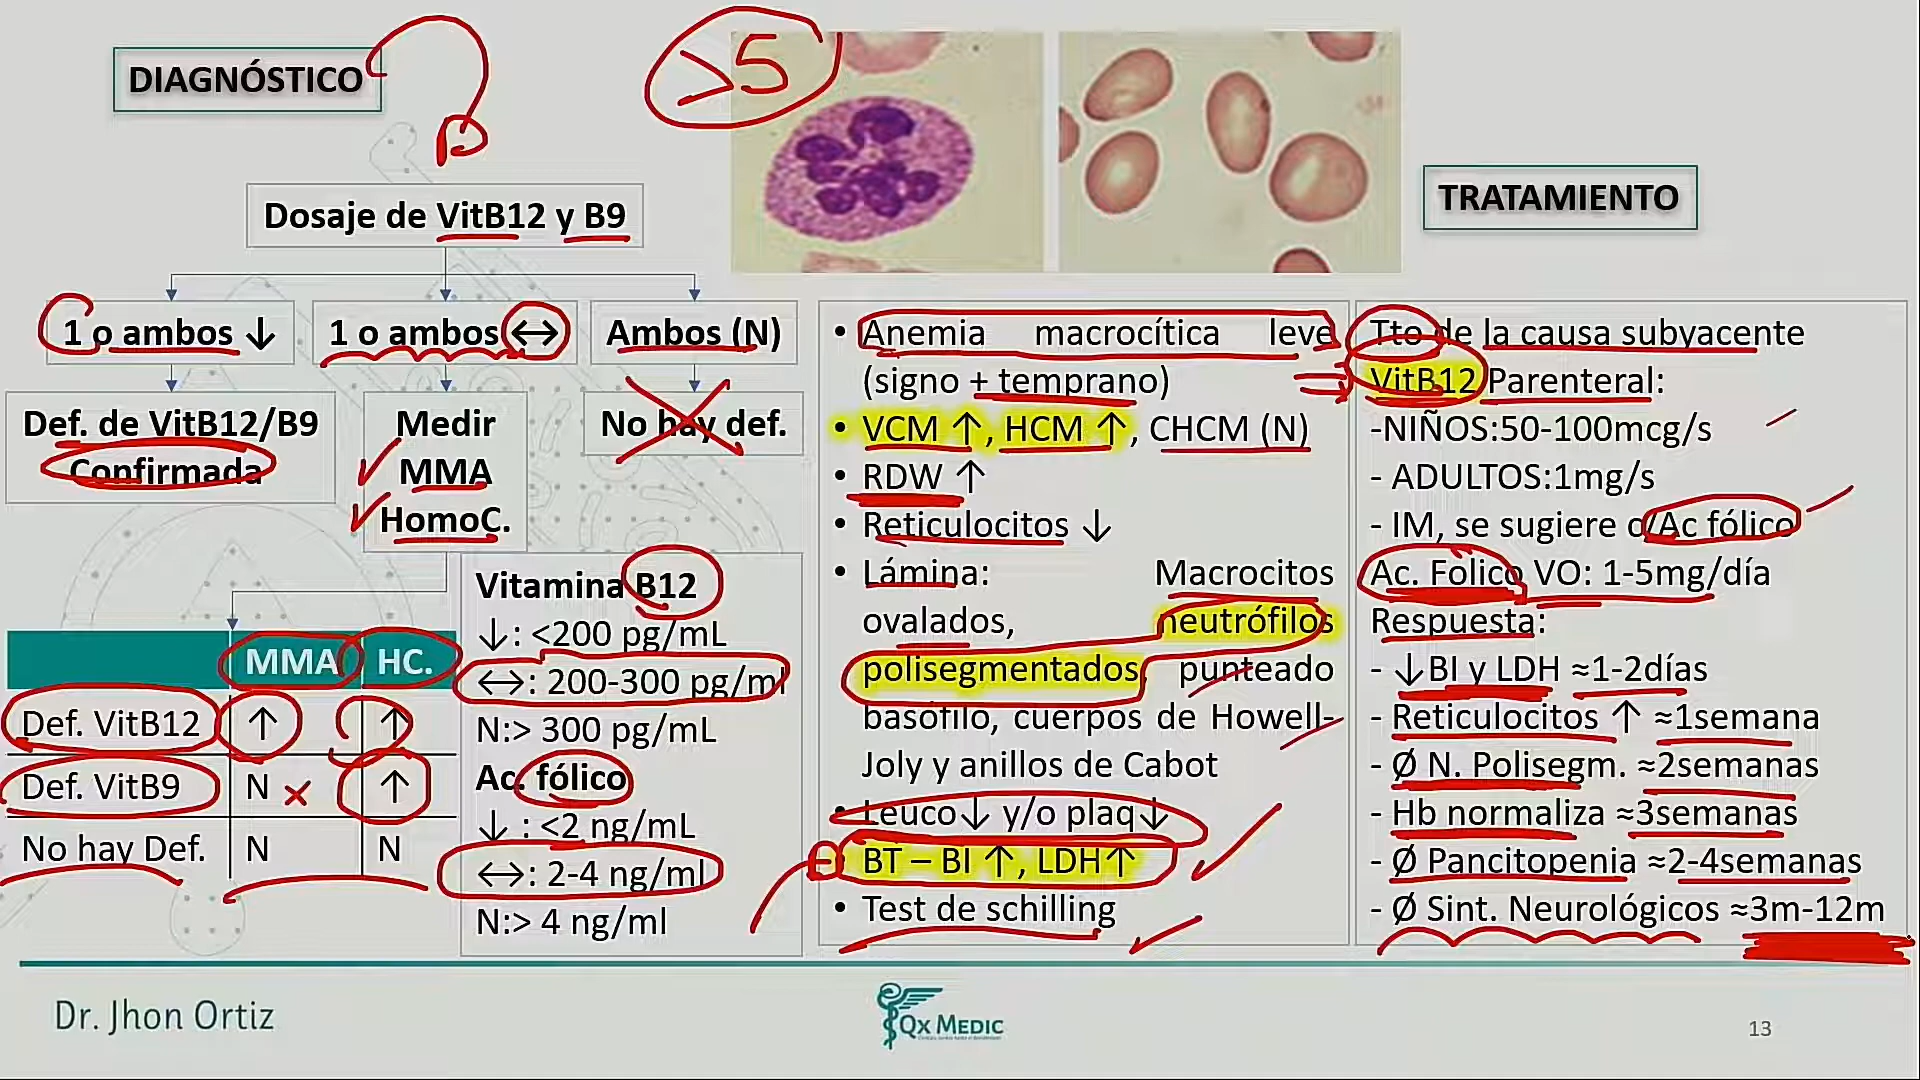 DIAGNÓSTICO
>5
TRATAMIENTO
Dosaje de VitB12 y B9
1 o ambos ↓
1 o ambos ↔
Ambos (N)
Def. de VitB12/B9
Confirmada
Medir
MMA
HomoC.
No hay def.
MMA HC.
Def. VitB12 ↑ ↑
Def. VitB9 N ↑
No hay Def. N N
Vitamina B12
↓: <200 pg/mL
↔: 200-300 pg/ml
N:> 300 pg/mL
Ac. fólico
↓ : <2 ng/mL
↔: 2-4 ng/ml
N:> 4 ng/ml
• Anemia macrocítica leve
(signo + temprano)
• VCM ↑, HCM ↑, CHCM (N)
• RDW ↑
• Reticulocitos ↓
• Lámina: Macrocitos
ovalados, neutrófilos
polisegmentados, punteado
basófilo, cuerpos de Howell-
Joly y anillos de Cabot
• Leuco↓ y/o plaq↓
• BT – BI ↑, LDH↑
• Test de schilling
Tto de la causa subyacente
VitB12 Parenteral:
-NIÑOS:50-100mcg/s
- ADULTOS:1mg/s
- IM, se sugiere c/Ac fólico
Ac. Folico VO: 1-5mg/día
Respuesta:
- ↓BI y LDH ≈1-2días
- Reticulocitos ↑ ≈1semana
- Ø N. Polisegm. ≈2semanas
- Hb normaliza ≈3semanas
- Ø Pancitopenia ≈2-4semanas
- Ø Sint. Neurológicos ≈3m-12m
Dr. Jhon Ortiz
QX MEDIC
13